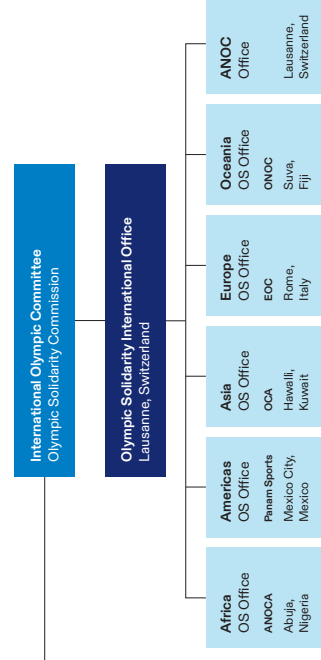 International Olympic Committee
Olympic Solidarity Commission
Olympic Solidarity International Office
Lausanne, Switzerland
Africa
OS Office
ANOCA
Abuja,
Nigeria
Americas
OS Office
Panam Sports
Mexico City,
Mexico
Asia
OS Office
OCA
Hawalli,
Kuwait
Europe
OS Office
EOC
Rome,
Italy
Oceania
OS Office
ONOC
Suva,
Fiji
ANOC
Office
Lausanne,
Switzerland